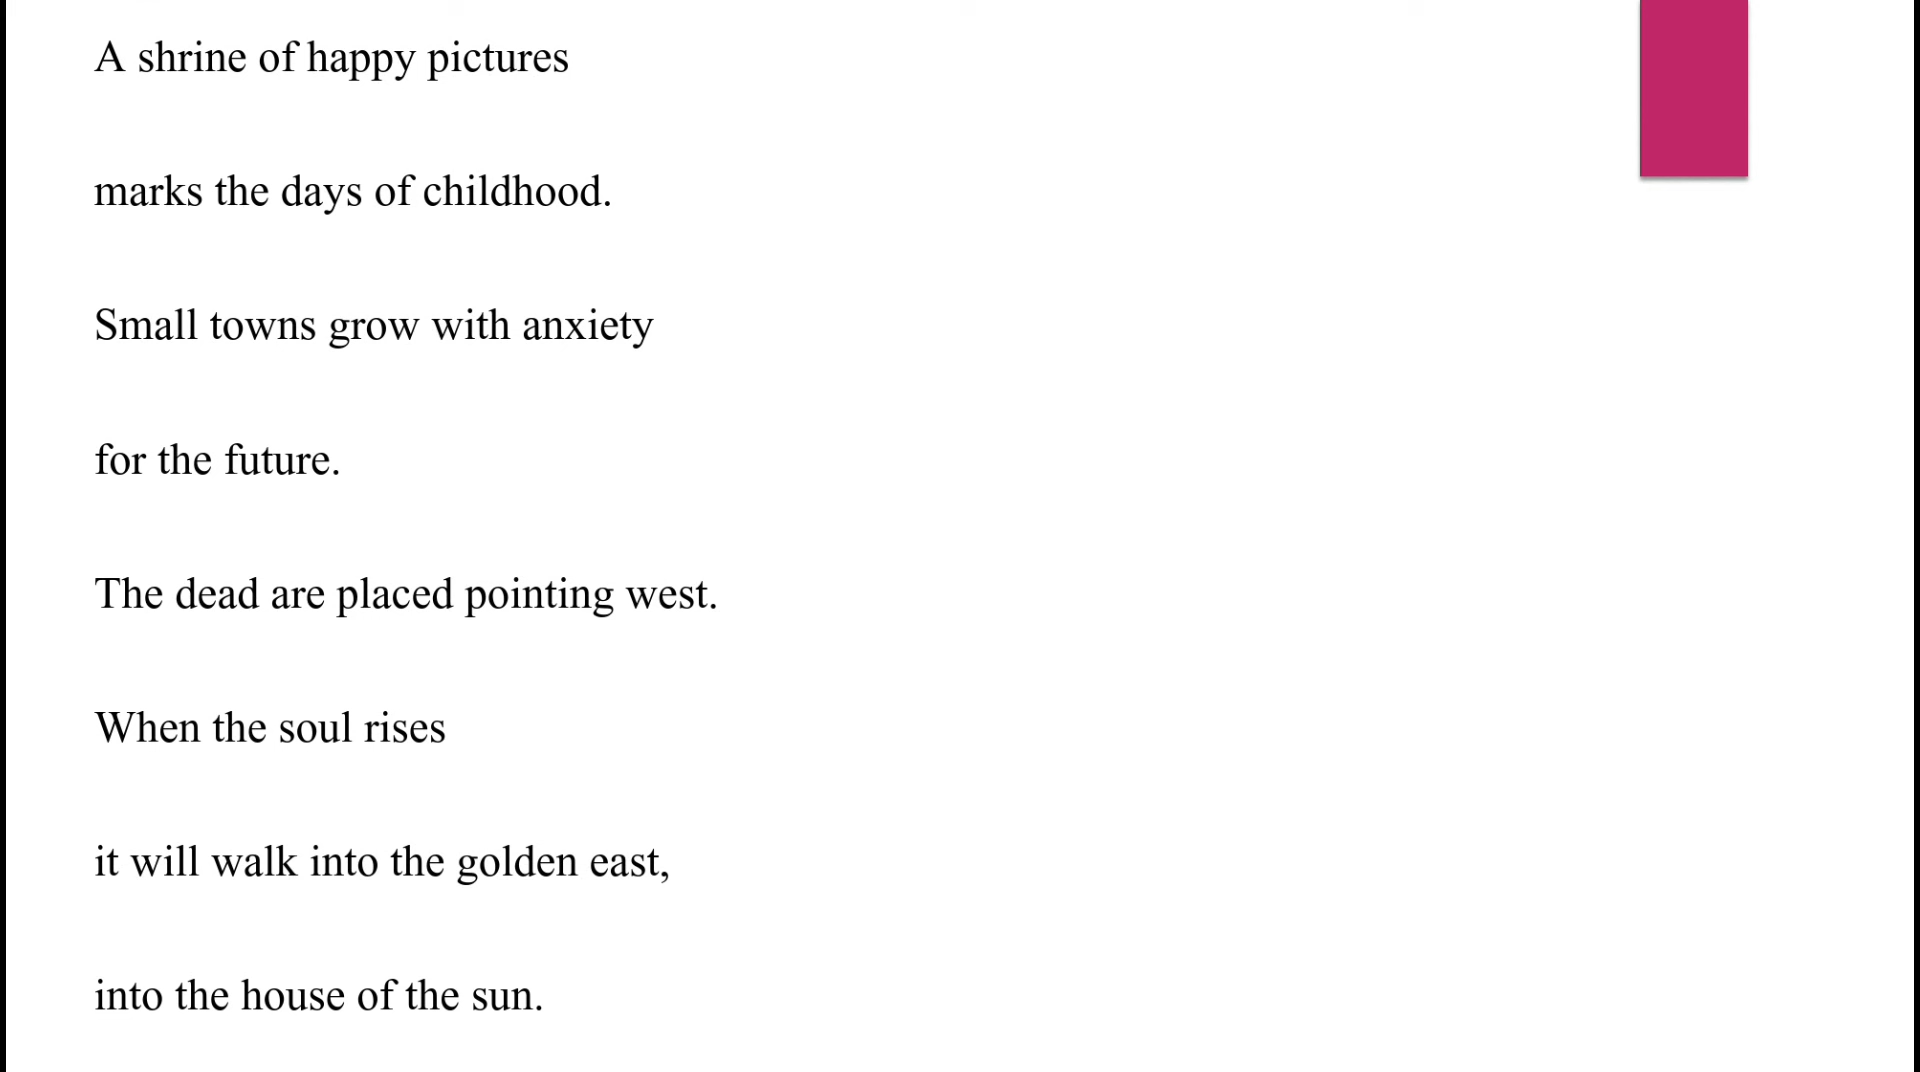 A shrine of happy pictures
marks the days of childhood.
Small towns grow with anxiety
for the future.
The dead are placed pointing west.
When the soul rises
it will walk into the golden east,
into the house of the sun.